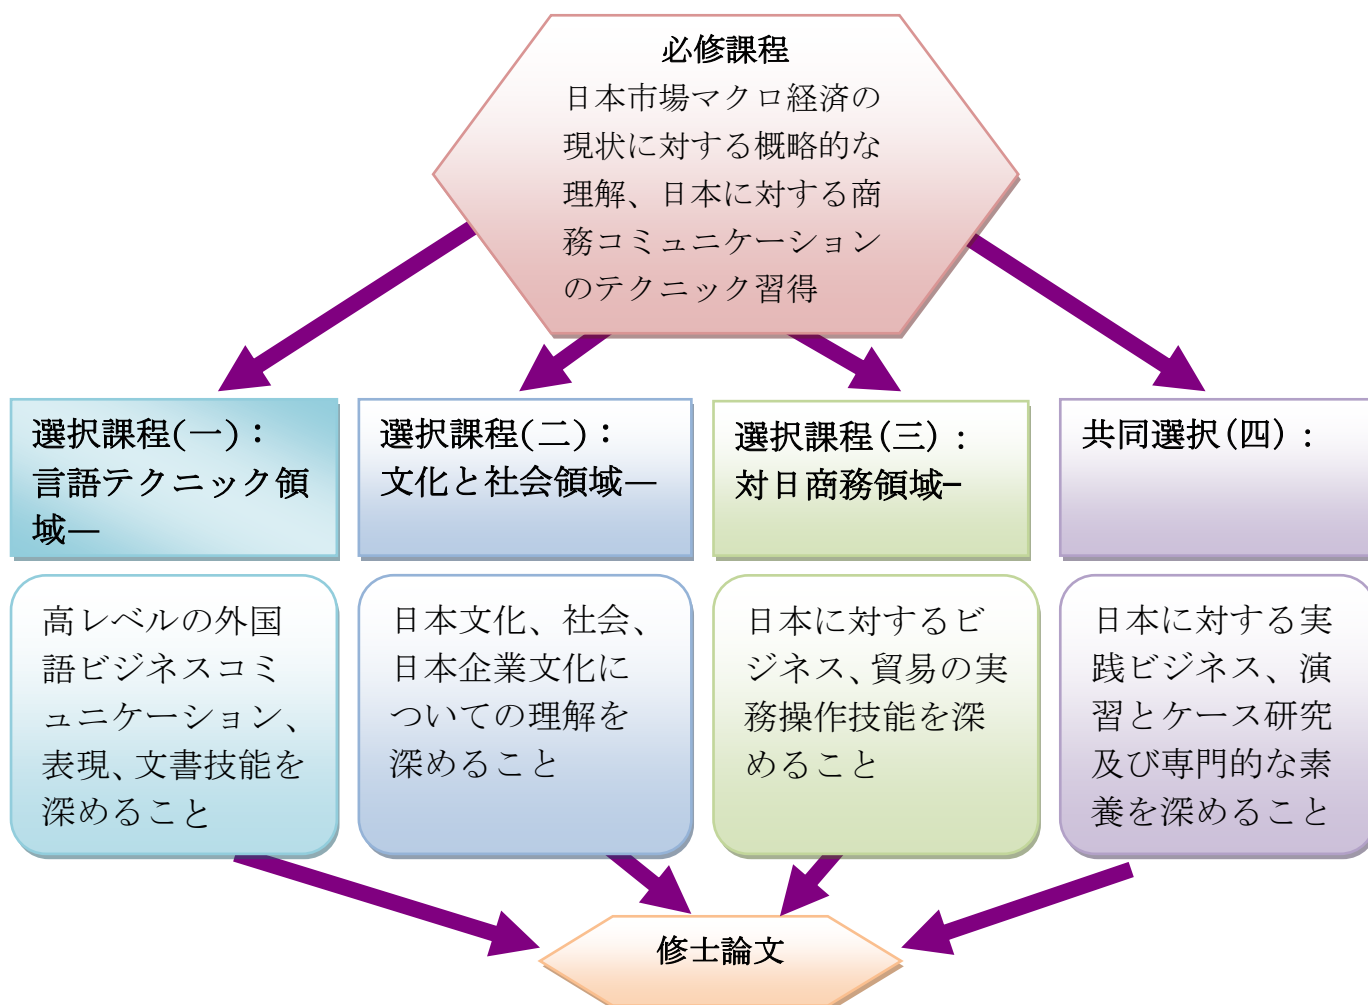 必修課程
日本市場マクロ経済の
現状に対する概略的な
理解、日本に対する商
務コミュニケーション
のテクニック習得
選択課程(一)：
言語テクニック領
域―
選択課程(二)：
文化と社会領域―
選択課程(三)：
対日商務領域−
共同選択(四)：
高レベルの外国
語ビジネスコミ
ュニケーション、
表現、文書技能を
深めること
日本文化、社会、
日本企業文化に
ついての理解を
深めること
日本に対するビ
ジネス、貿易の実
務操作技能を深
めること
日本に対する実
践ビジネス、演
習とケース研究
及び専門的な素
養を深めること
修士論文